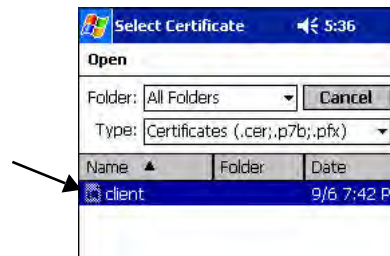 Select Certificate 5:36
Open
Folder: All Folders Cancel
Type: Certificates (.cer;.p7b;.pfx)
Name Folder Date
client 9/6 7:42 P